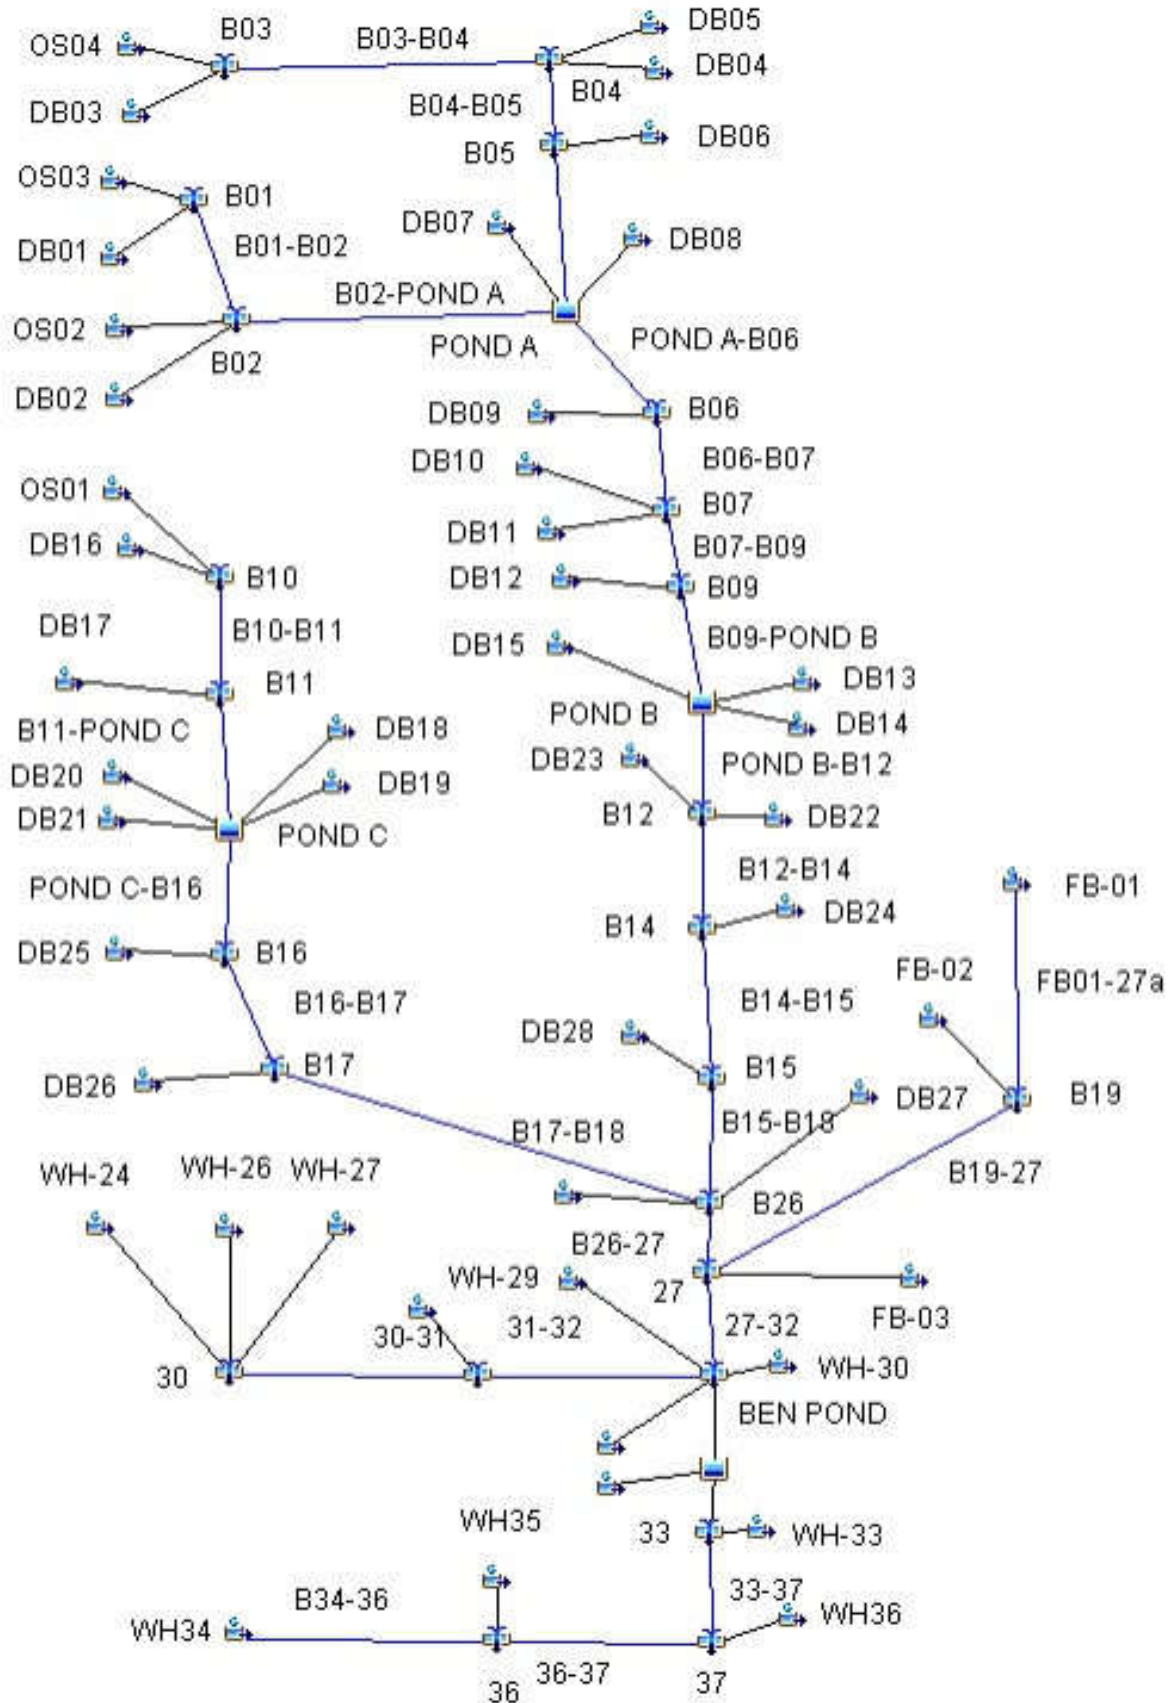 OS04
B03
B03-B04
DB05
DB04
DB03
B04-B05
B04
B05
DB06
OS03
B01
DB07
DB08
DB01
B01-B02
B02-POND A
OS02
POND A
POND A-B06
B02
DB02
DB09
B06
DB10
B06-B07
OS01
B07
DB11
DB16
B07-B09
B10
DB12
B09
DB17
B10-B11
DB15
B09-POND B
B11
DB13
B11-POND C
POND B
DB14
DB18
DB23
POND B-B12
DB20
DB19
DB21
POND C
B12
DB22
POND C-B16
B12-B14
FB-01
B14
DB24
DB25
B16
FB-02
FB01-27a
B16-B17
B14-B15
DB28
B17
B15
DB26
DB27
B19
B17-B18
B15-B18
WH-24
WH-26
WH-27
B19-27
B26
B26-27
WH-29
27
30-31
31-32
27-32
FB-03
30
WH-30
BEN POND
WH35
33
WH-33
B34-36
33-37
WH34
WH36
36-37
36
37